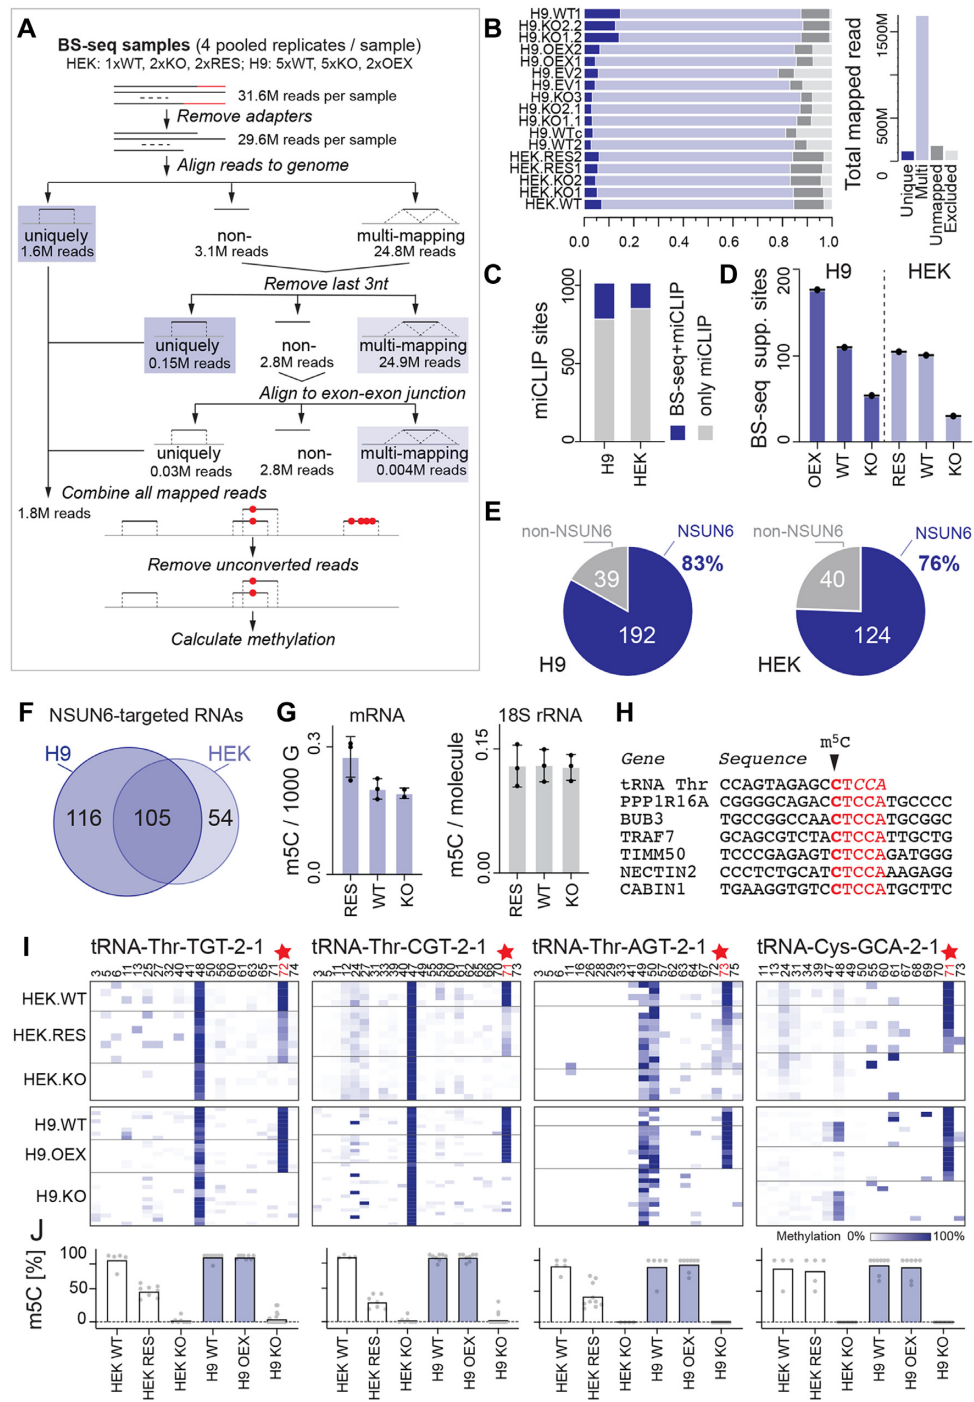 A
BS-seq samples (4 pooled replicates / sample)
HEK: 1xWT, 2xKO, 2xRES; H9: 5xWT, 5xKO, 2xOEX
31.6M reads per sample
Remove adapters
29.6M reads per sample
Align reads to genome
uniquely
1.6M reads
non-
3.1M reads
multi-mapping
24.8M reads
Remove last 3nt
uniquely
0.15M reads
non-
2.8M reads
multi-mapping
24.9M reads
Align to exon-exon junction
uniquely
0.03M reads
non-
2.8M reads
multi-mapping
0.004M reads
Combine all mapped reads
1.8M reads
Remove unconverted reads
Calculate methylation
B
H9.WT1
H9.KO2.2
H9.KO1.2
H9.OEX2
H9.OEX1
H9.EV2
H9.EV1
H9.KO3
H9.KO2.1
H9.KO1.1
H9.WTc
H9.WT2
HEK.RES2
HEK.RES1
HEK.KO2
HEK.KO1
HEK.WT
0.0 0.2 0.4 0.6 0.8 1.0
Total mapped read
0 500M 1500M
Unique
Multi
Unmapped
Excluded
C
miCLIP sites
0 500 1000
H9
HEK
BS-seq+miCLIP
only miCLIP
D
H9 HEK
BS-seq supp. sites
0 100 200
OEX
WT
KO
RES
WT
KO
E
non-NSUN6
NSUN6
83%
39
192
H9
non-NSUN6
NSUN6
76%
40
124
HEK
F NSUN6-targeted RNAs
H9 HEK
116 105 54
G
mRNA
m5C / 1000 G
0.0 0.3
RES
WT
KO
18S rRNA
m5C / molecule
0.00 0.15
RES
WT
KO
H
m⁵C
Gene Sequence
tRNA Thr CCAGTAGAGCCTCCA
PPP1R16A CGGGGCAGACCTCCATGCCCC
BUB3 TGCCGGCCAACTCCAATGCGGC
TRAF7 GCAGCGTCTACTCCATTGCTG
TIMM50 TCCCGAGAGTCTCCAGATGGG
NECTIN2 CCCTCTGCATCTCCAAAGAGG
CABIN1 TGAAGGTGTCCTCCATGCTTC
I
tRNA-Thr-TGT-2-1
tRNA-Thr-CGT-2-1
tRNA-Thr-AGT-2-1
tRNA-Cys-GCA-2-1
HEK.WT
HEK.RES
HEK.KO
H9.WT
H9.OEX
H9.KO
Methylation 0% 100%
J
m5C [%]
100
50
0
HEK WT
HEK RES
HEK KO
H9 WT
H9 OEX
H9 KO
HEK WT
HEK RES
HEK KO
H9 WT
H9 OEX
H9 KO
HEK WT
HEK RES
HEK KO
H9 WT
H9 OEX
H9 KO
HEK WT
HEK RES
HEK KO
H9 WT
H9 OEX
H9 KO